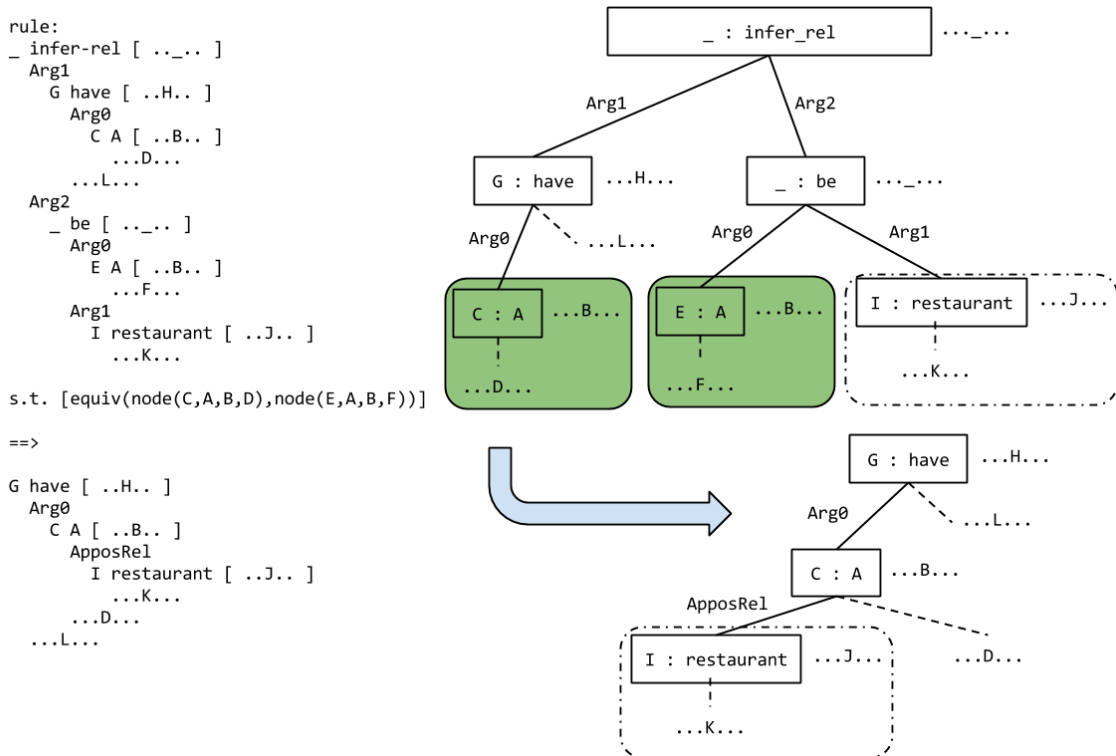 rule:
_ infer-rel [ .._.. ]
Arg1
G have [ ..H.. ]
Arg0
C A [ ..B.. ]
...D...
...L...
Arg2
_ be [ .._.. ]
Arg0
E A [ ..B.. ]
...F...
Arg1
I restaurant [ ..J.. ]
...K...
s.t. [equiv(node(C,A,B,D),node(E,A,B,F))]
==>
G have [ ..H.. ]
Arg0
C A [ ..B.. ]
ApposRel
I restaurant [ ..J.. ]
...K...
...D...
...L...
_ : infer_rel ..._...
Arg1 Arg2
G : have ...H... _ : be ..._...
Arg0 ...L... Arg0 Arg1
C : A ...B... E : A ...B... I : restaurant ...J...
...D... ...F... ...K...
G : have ...H...
Arg0 ...L...
C : A ...B...
ApposRel
I : restaurant ...J... ...D...
...K...